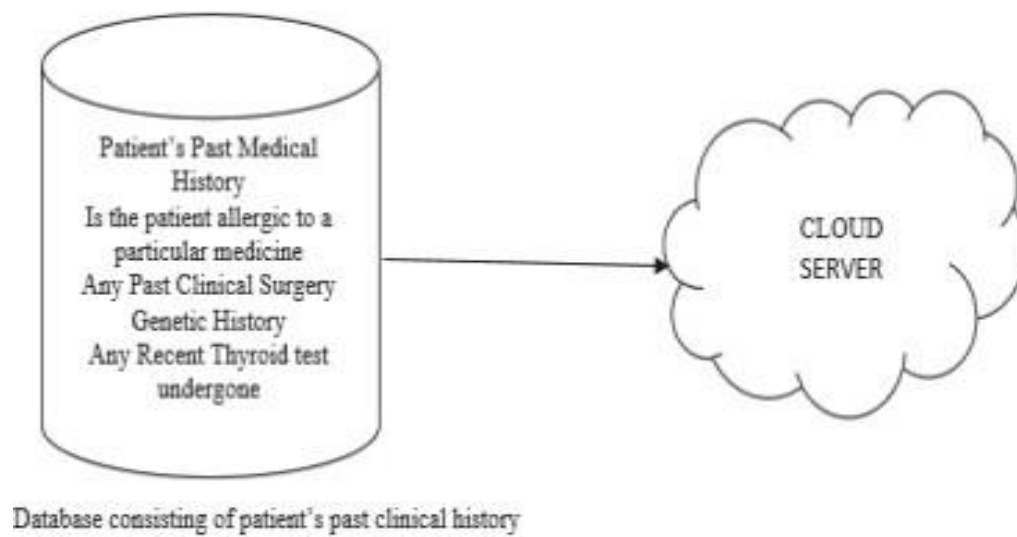 Patient's Past Medical
History
Is the patient allergic to a
particular medicine
Any Past Clinical Surgery
Genetic History
Any Recent Thyroid test
undergone
CLOUD
SERVER
Database consisting of patient's past clinical history